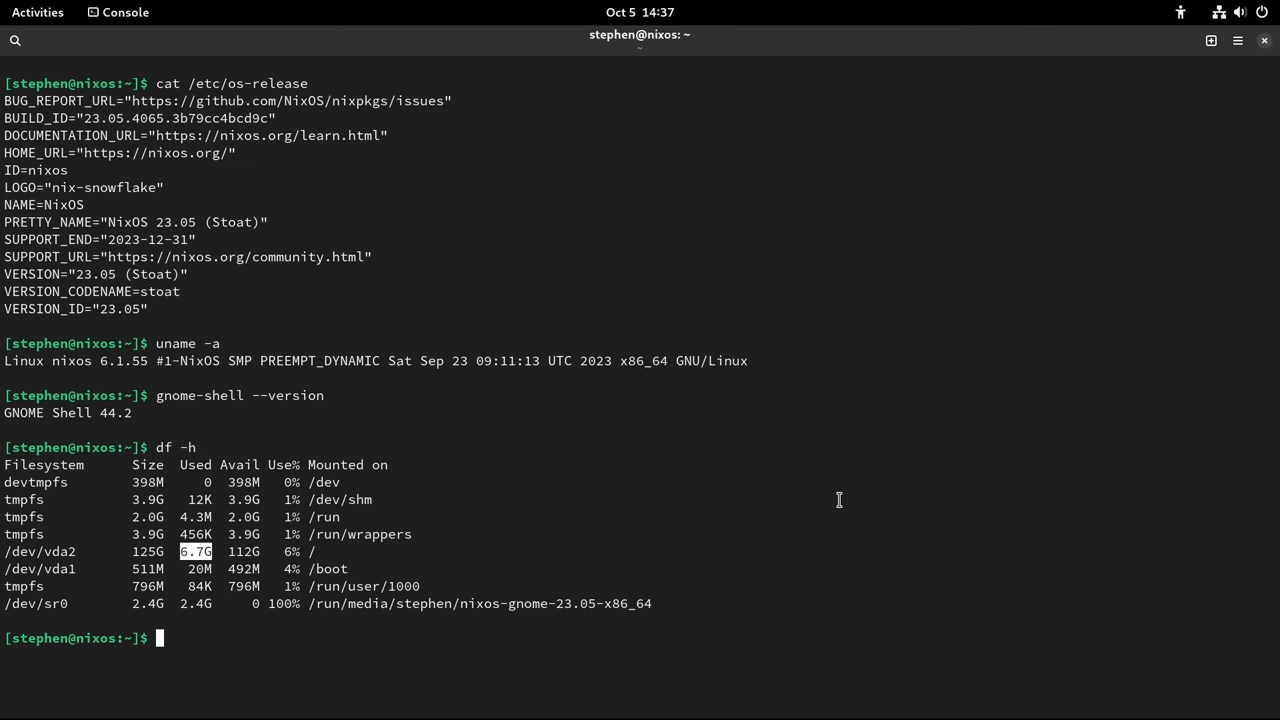 Activities Console Oct 5 14:37
stephen@nixos: ~
~
[stephen@nixos:~]$ cat /etc/os-release
BUG_REPORT_URL="https://github.com/NixOS/nixpkgs/issues"
BUILD_ID="23.05.4065.3b79cc4bcd9c"
DOCUMENTATION_URL="https://nixos.org/learn.html"
HOME_URL="https://nixos.org/"
ID=nixos
LOGO="nix-snowflake"
NAME=NixOS
PRETTY_NAME="NixOS 23.05 (Stoat)"
SUPPORT_END="2023-12-31"
SUPPORT_URL="https://nixos.org/community.html"
VERSION="23.05 (Stoat)"
VERSION_CODENAME=stoat
VERSION_ID="23.05"
[stephen@nixos:~]$ uname -a
Linux nixos 6.1.55 #1-NixOS SMP PREEMPT_DYNAMIC Sat Sep 23 09:11:13 UTC 2023 x86_64 GNU/Linux
[stephen@nixos:~]$ gnome-shell --version
GNOME Shell 44.2
[stephen@nixos:~]$ df -h
Filesystem      Size  Used Avail Use% Mounted on
devtmpfs        398M     0  398M   0% /dev
tmpfs           3.9G   12K  3.9G   1% /dev/shm
tmpfs           2.0G  4.3M  2.0G   1% /run
tmpfs           3.9G  456K  3.9G   1% /run/wrappers
/dev/vda2       125G  6.7G  112G   6% /
/dev/vda1       511M   20M  492M   4% /boot
tmpfs           796M   84K  796M   1% /run/user/1000
/dev/sr0        2.4G  2.4G     0 100% /run/media/stephen/nixos-gnome-23.05-x86_64
[stephen@nixos:~]$